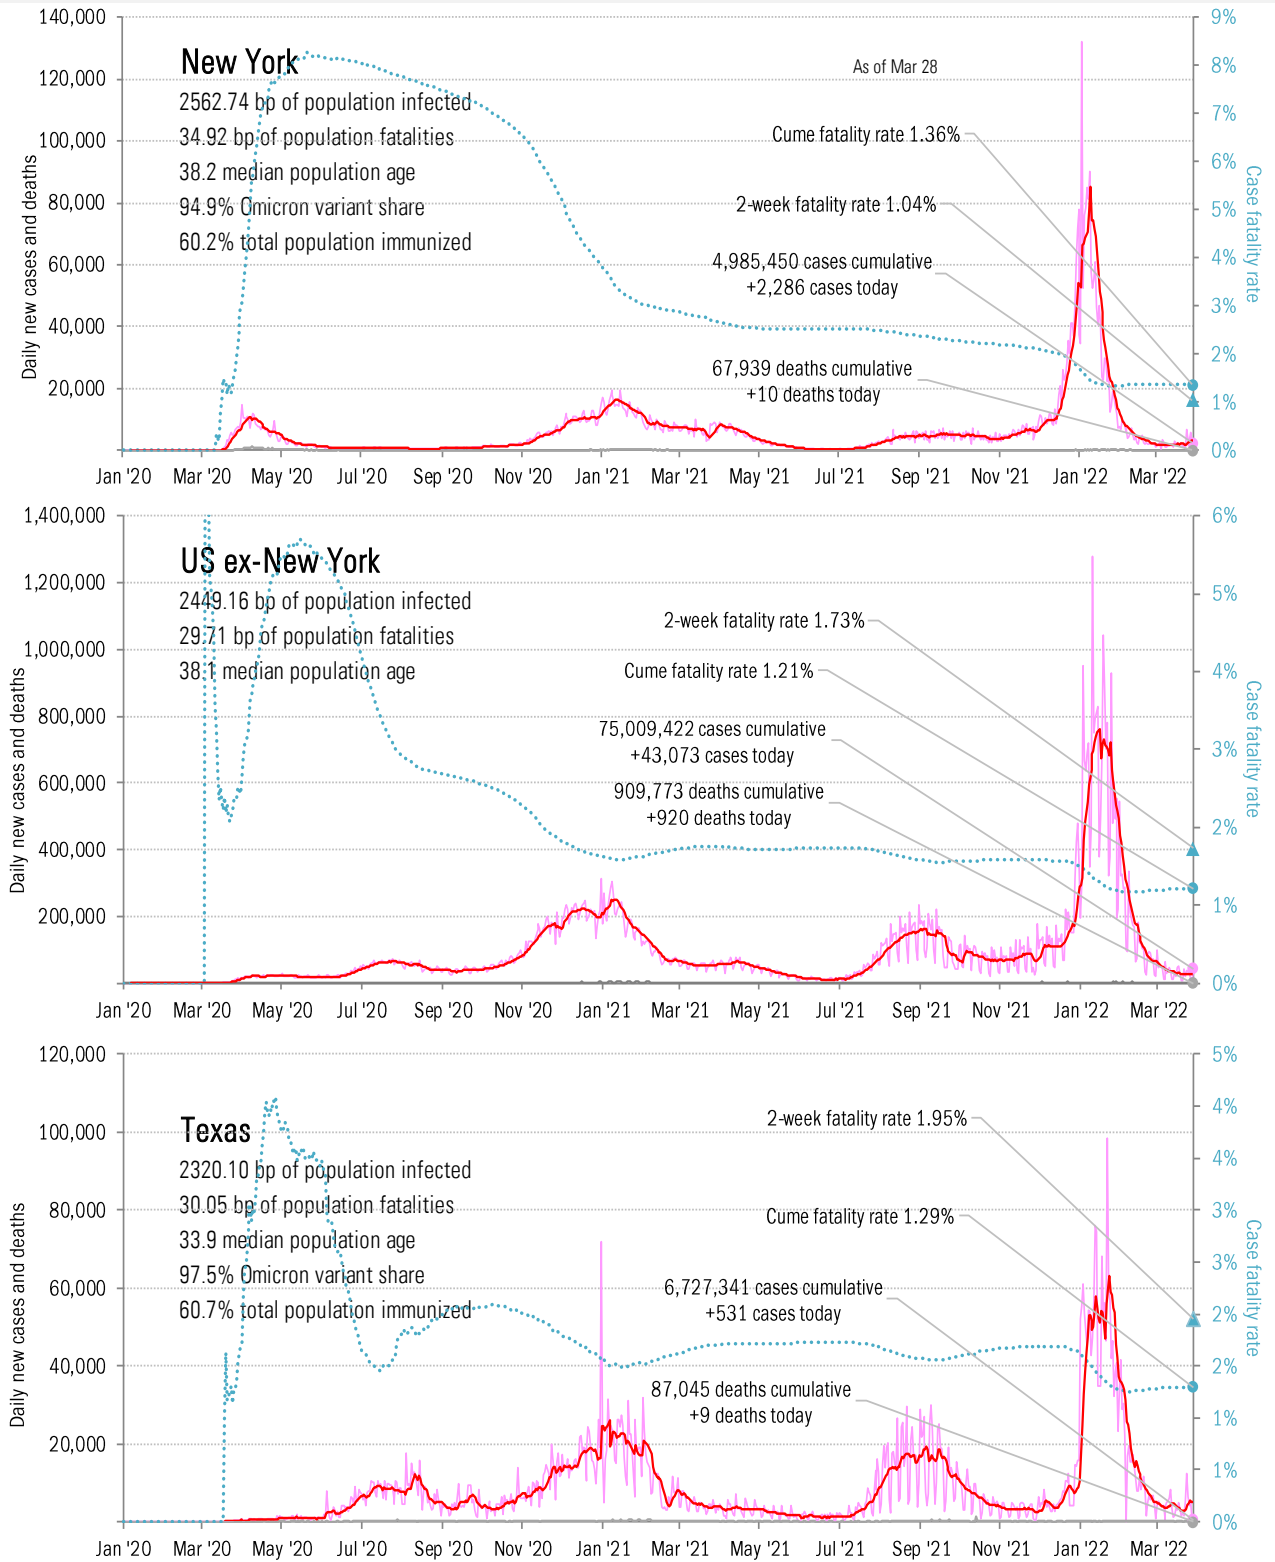 140,000
120,000
100,000
80,000
60,000
40,000
20,000
Daily new cases and deaths
New York
2562.74 bp of population infected
34.92 bp of population fatalities
38.2 median population age
94.9% Omicron variant share
60.2% total population immunized
As of Mar 28
Cume fatality rate 1.36%
2-week fatality rate 1.04%
4,985,450 cases cumulative
+2,286 cases today
67,939 deaths cumulative
+10 deaths today
9%
8%
7%
6%
5%
4%
3%
2%
1%
0%
Case fatality rate
Jan '20 Mar '20 May '20 Jul '20 Sep '20 Nov '20 Jan '21 Mar '21 May '21 Jul '21 Sep '21 Nov '21 Jan '22 Mar '22
1,400,000
1,200,000
1,000,000
800,000
600,000
400,000
200,000
Daily new cases and deaths
US ex-New York
2449.16 bp of population infected
29.71 bp of population fatalities
38.1 median population age
2-week fatality rate 1.73%
Cume fatality rate 1.21%
75,009,422 cases cumulative
+43,073 cases today
909,773 deaths cumulative
+920 deaths today
6%
5%
4%
3%
2%
1%
0%
Case fatality rate
Jan '20 Mar '20 May '20 Jul '20 Sep '20 Nov '20 Jan '21 Mar '21 May '21 Jul '21 Sep '21 Nov '21 Jan '22 Mar '22
120,000
100,000
80,000
60,000
40,000
20,000
Daily new cases and deaths
Texas
2320.10 bp of population infected
30.05 bp of population fatalities
33.9 median population age
97.5% Omicron variant share
60.7% total population immunized
2-week fatality rate 1.95%
Cume fatality rate 1.29%
6,727,341 cases cumulative
+531 cases today
87,045 deaths cumulative
+9 deaths today
5%
4%
4%
3%
3%
2%
2%
1%
1%
0%
Case fatality rate
Jan '20 Mar '20 May '20 Jul '20 Sep '20 Nov '20 Jan '21 Mar '21 May '21 Jul '21 Sep '21 Nov '21 Jan '22 Mar '22